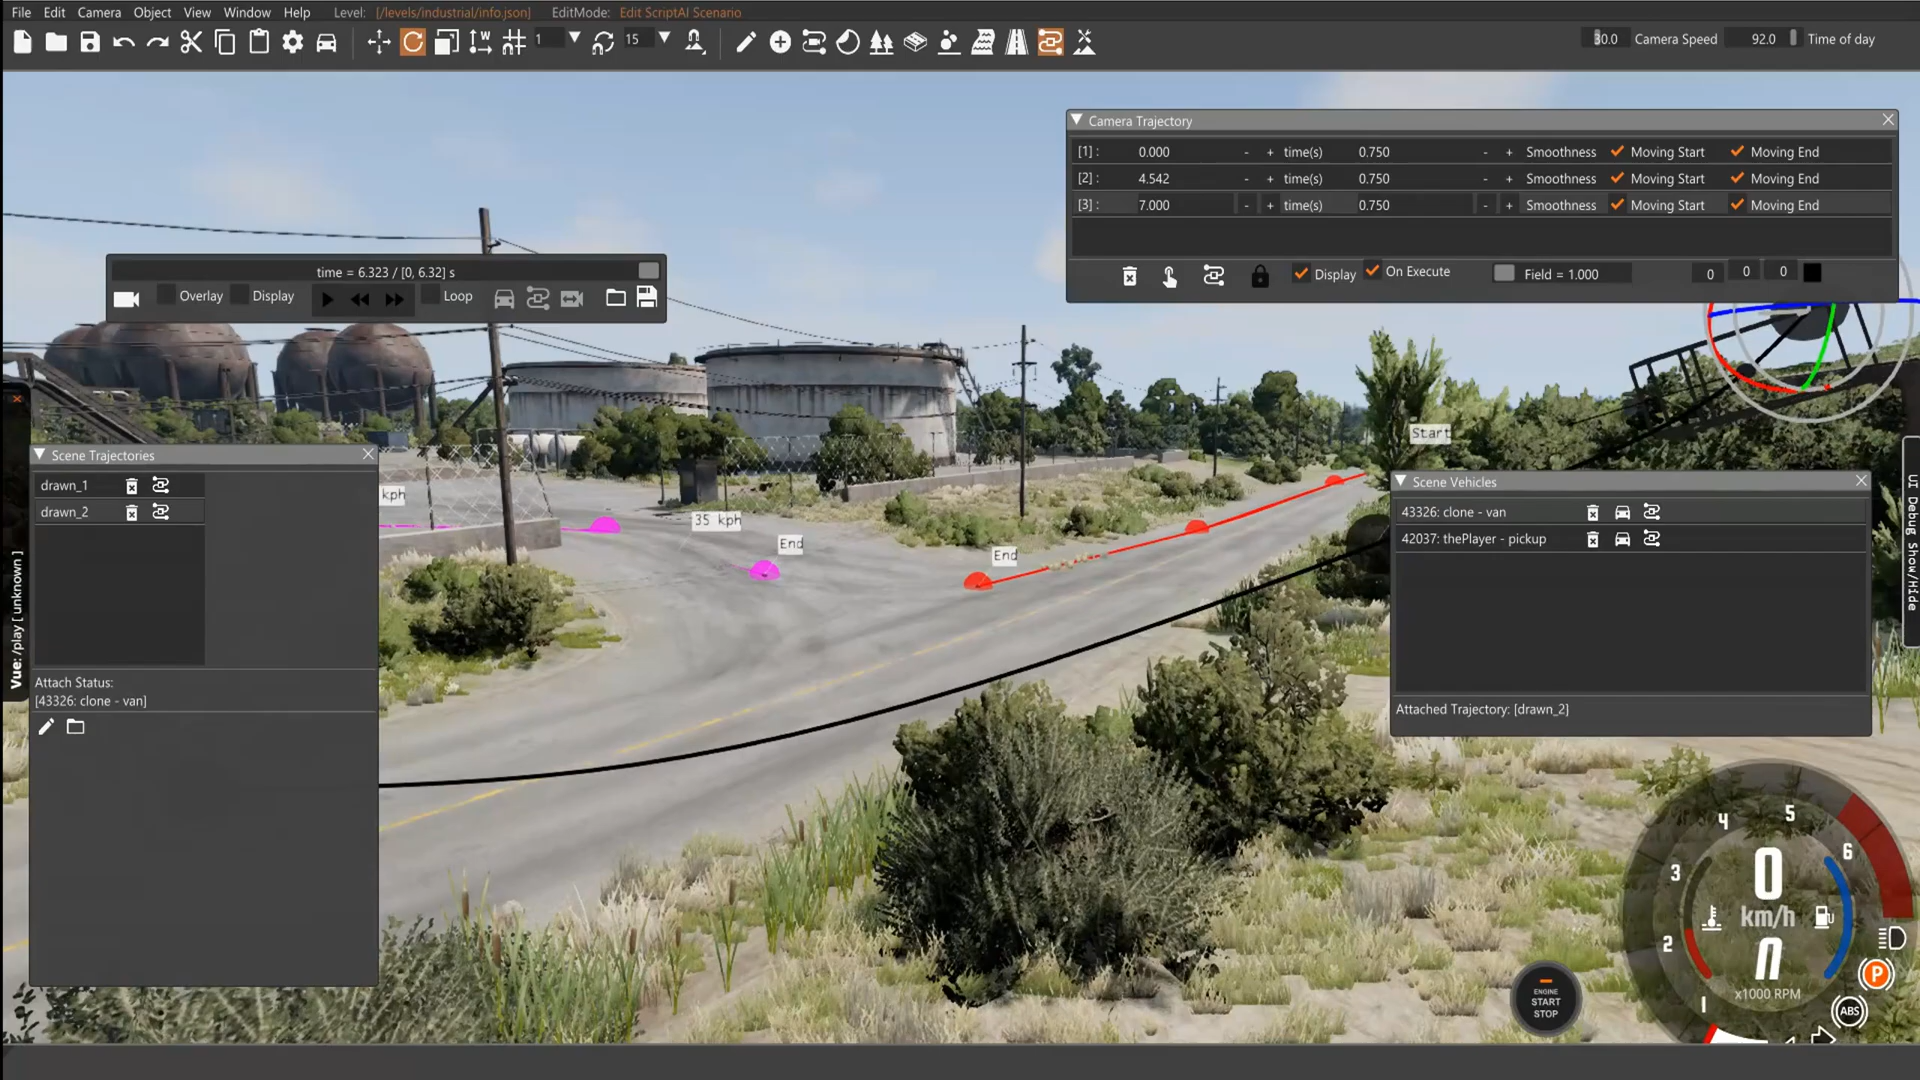 File Edit Camera Object View Window Help Level: [/levels/industrial/info.json] EditMode: Edit ScriptAI Scenario
1 15 30.0 Camera Speed 92.0 Time of day
Camera Trajectory
[1] : 0.000 - + time(s) 0.750 - + Smoothness Moving Start Moving End
[2] : 4.542 - + time(s) 0.750 - + Smoothness Moving Start Moving End
[3] : 7.000 - + time(s) 0.750 - + Smoothness Moving Start Moving End
Display On Execute Field = 1.000 0 0 0
time = 6.323 / [0, 6.32] s
Overlay Display Loop
Start
Scene Trajectories
drawn_1
drawn_2
Attach Status:
[43326: clone - van]
kph
35 kph
End
End
Scene Vehicles
43326: clone - van
42037: thePlayer - pickup
Attached Trajectory: [drawn_2]
UI Debug Show/Hide
Vue: /play [ unknown ]
1 2 3 4 5 6
0
km/h
n
x1000 RPM
ENGINE
START
STOP
P
ABS